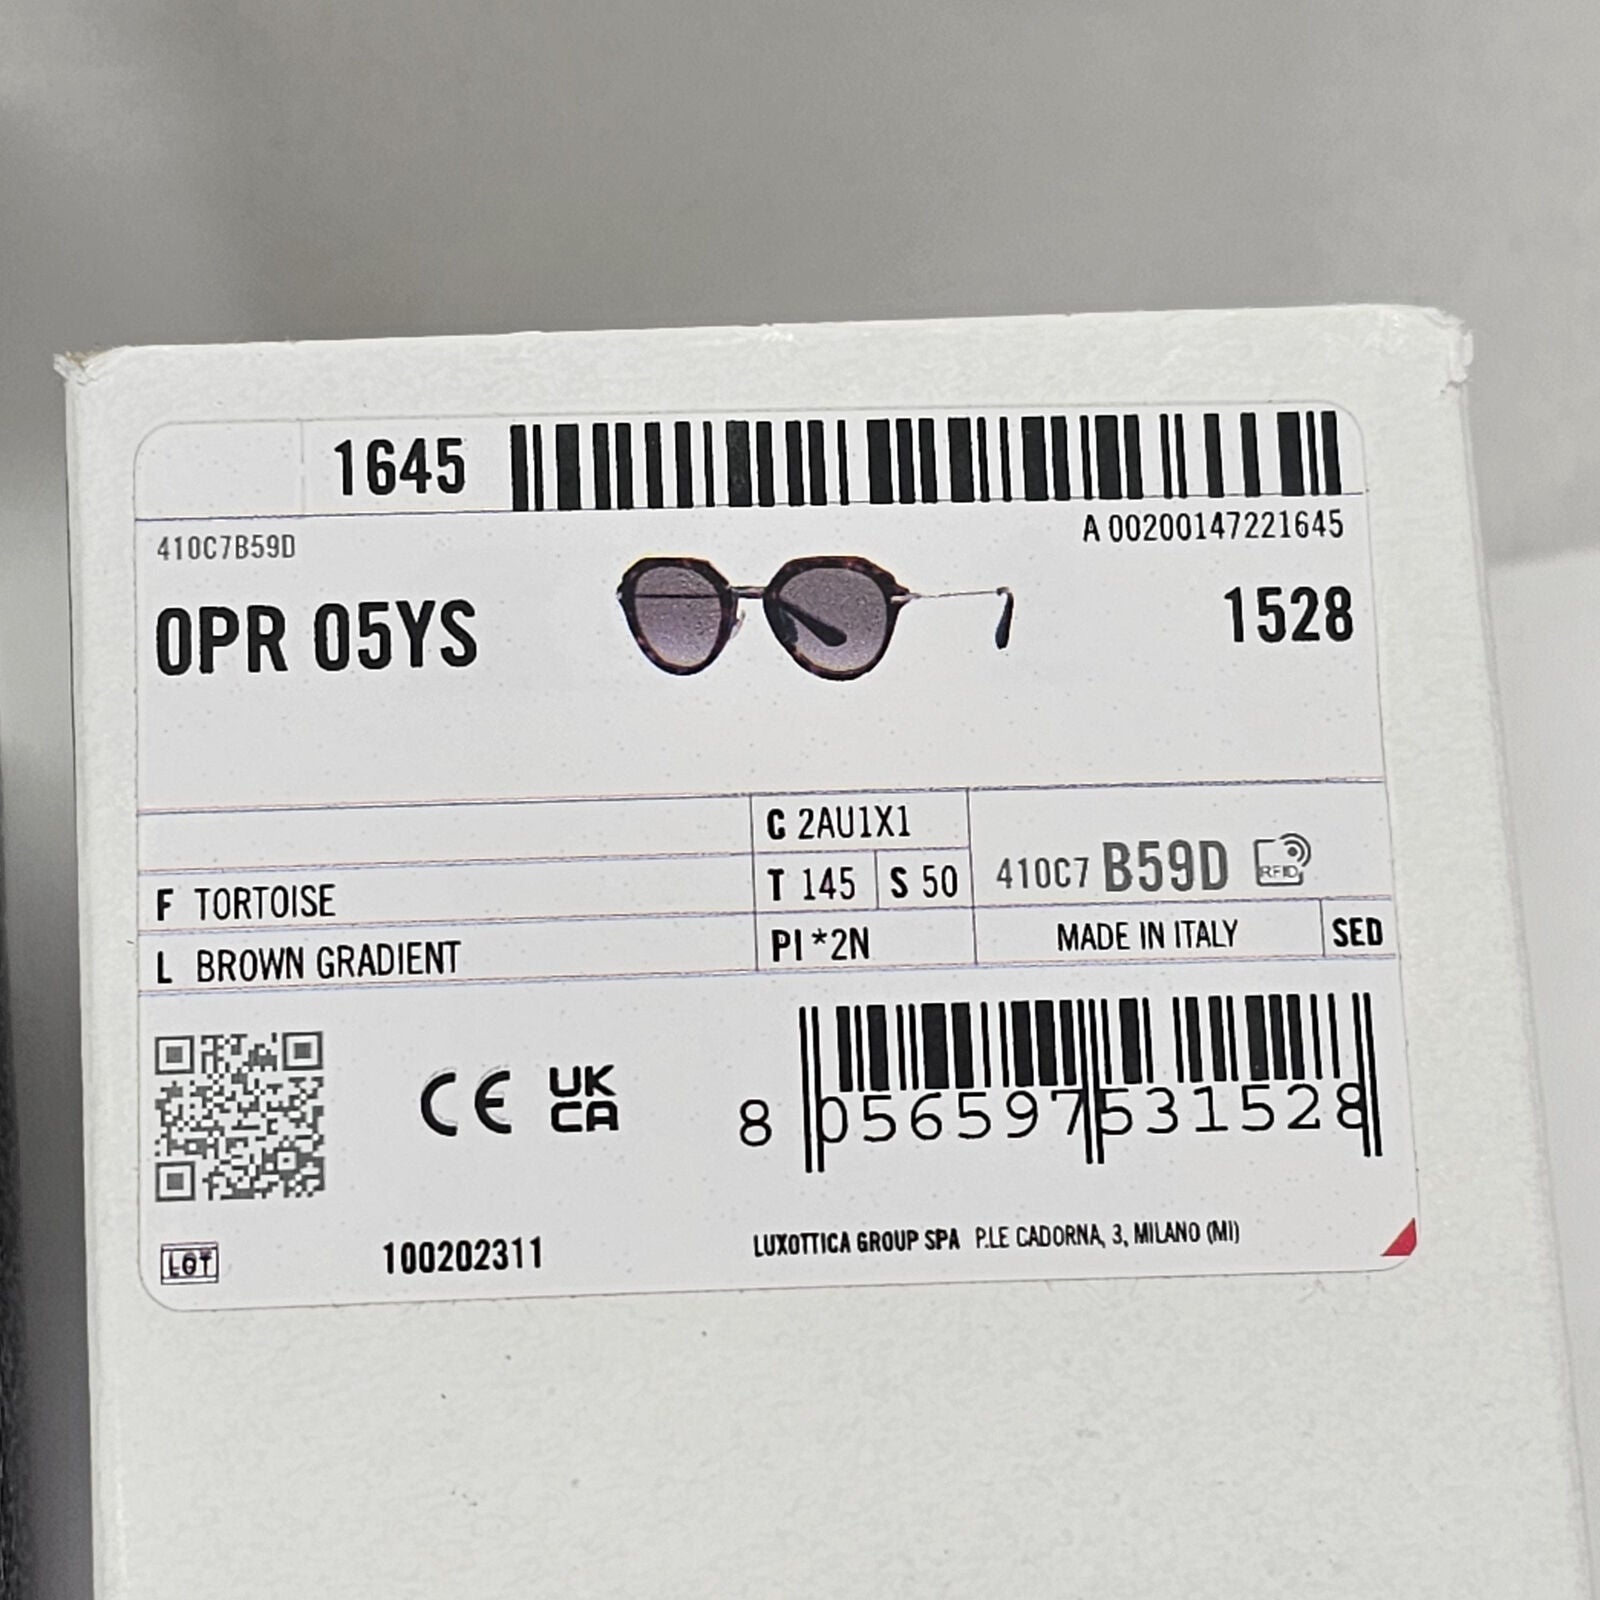 1645
A 00200147221645
410C7B59D
0PR 05YS
1528
C 2AU1X1
F TORTOISE
T 145
S 50
410C7 B59D
RFID
L BROWN GRADIENT
PI *2N
MADE IN ITALY
SED
CE
UK
CA
8 056597 531528
LOT
100202311
LUXOTTICA GROUP SPA P.LE CADORNA, 3, MILANO (MI)